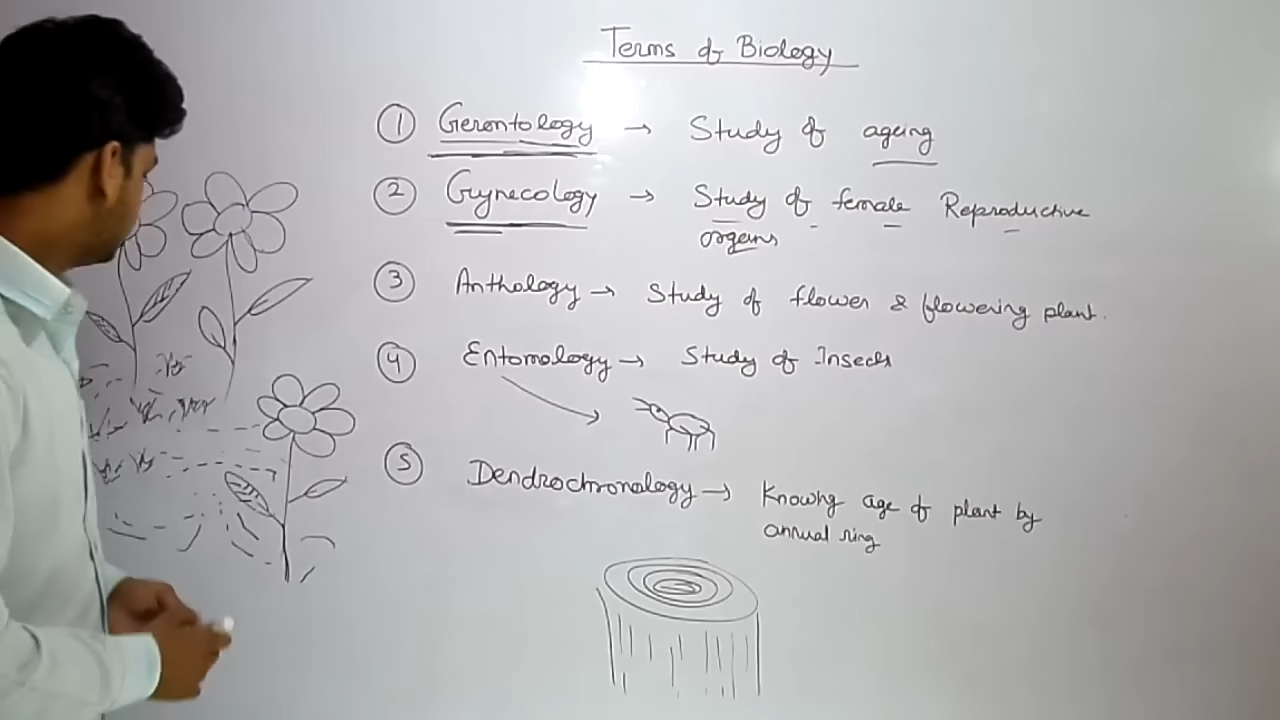 Terms of Biology
1 Gerontology → Study of ageing
2 Gynecology → Study of female Reproductive
organs
3 Anthology → Study of flower & flowering plant.
4 Entomology → Study of Insects
5 Dendrochronology → Knowing age of plant by
annual ring